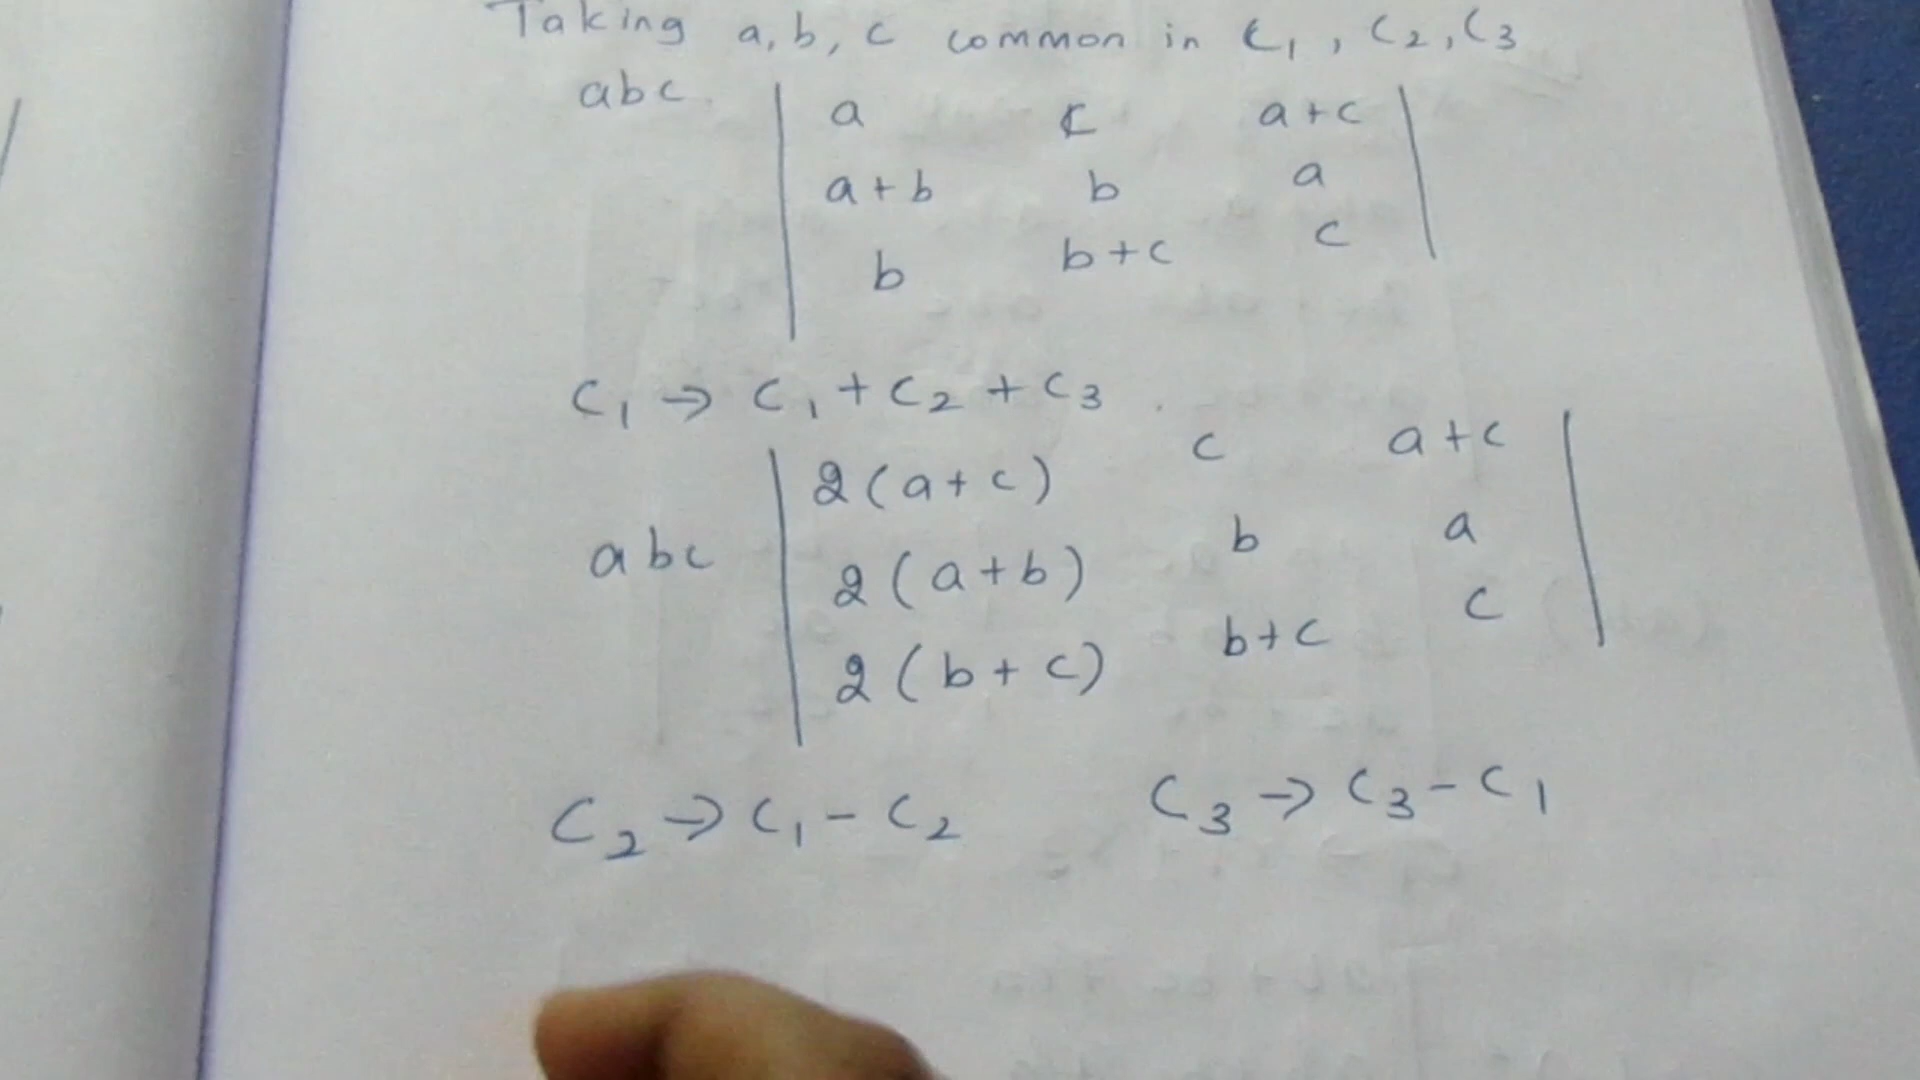 Taking a, b, c common in C₁, C₂, C₃
abc | a c a+c |
| a+b b a |
| b b+c c |
C₁ → C₁ + C₂ + C₃
| 2(a+c) c a+c |
abc | 2(a+b) b a |
| 2(b+c) b+c c |
C₂ → C₁ - C₂ C₃ → C₃ - C₁